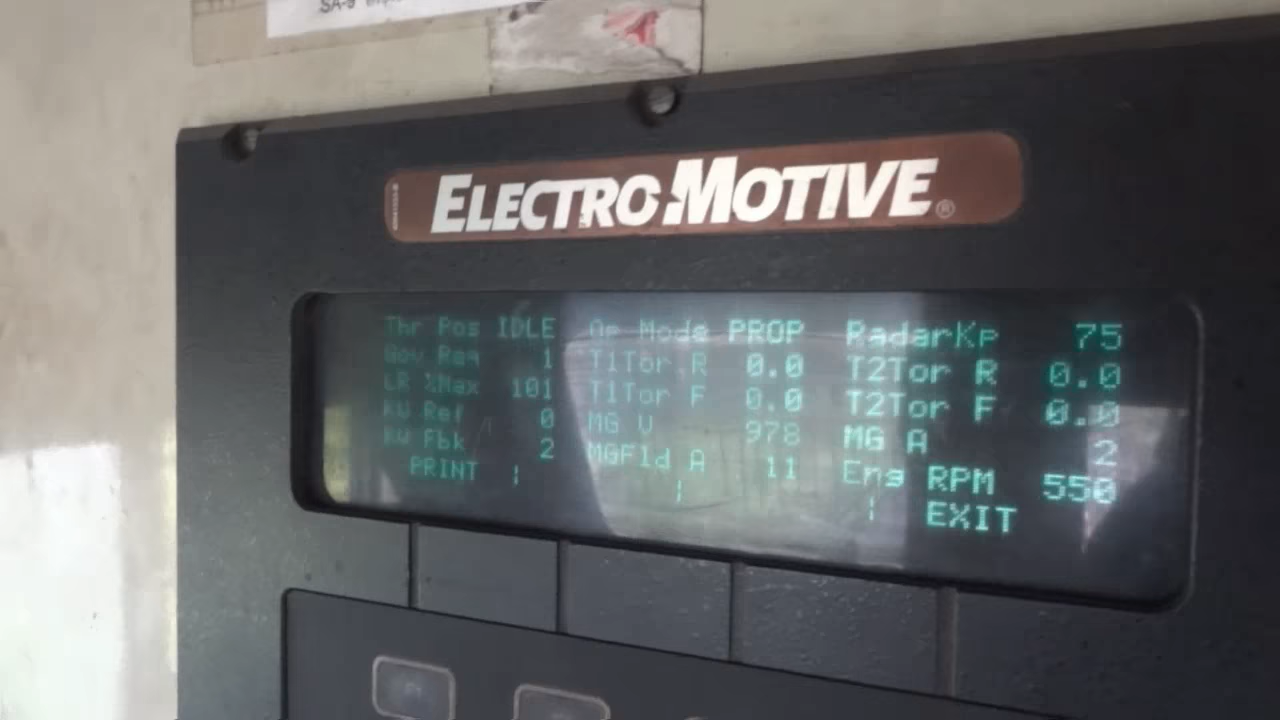 SA-9
ELECTRO-MOTIVE®
Thr Pos IDLE Op Mode PROP RadarKp 75
Gov Req 1 T1Tor R 0.0 T2Tor R 0.0
LR %Max 101 T1Tor F 0.0 T2Tor F 0.0
KW Ref 0 MG V 978 MG A 2
KW Fbk 2 MGFld A 11 Eng RPM 550
PRINT | | | EXIT